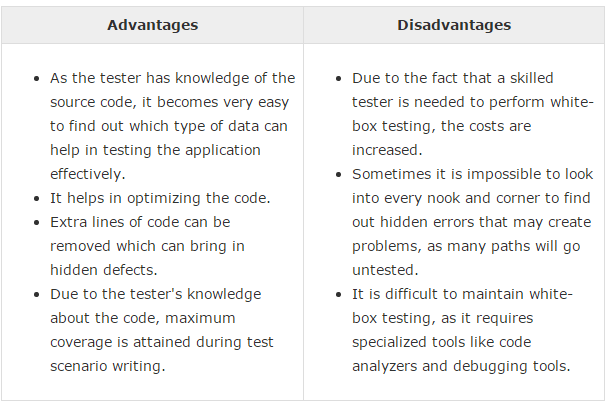 Advantages
Disadvantages
As the tester has knowledge of the
source code, it becomes very easy
to find out which type of data can
help in testing the application
effectively.
It helps in optimizing the code.
Extra lines of code can be
removed which can bring in
hidden defects.
Due to the tester's knowledge
about the code, maximum
coverage is attained during test
scenario writing.
Due to the fact that a skilled
tester is needed to perform white-
box testing, the costs are
increased.
Sometimes it is impossible to look
into every nook and corner to find
out hidden errors that may create
problems, as many paths will go
untested.
It is difficult to maintain white-
box testing, as it requires
specialized tools like code
analyzers and debugging tools.